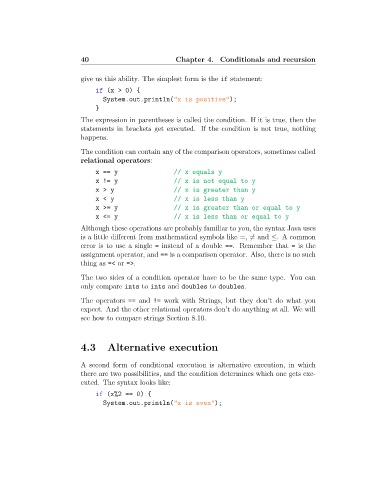 40 Chapter 4. Conditionals and recursion
give us this ability. The simplest form is the if statement:
if (x > 0) {
System.out.println("x is positive");
}
The expression in parentheses is called the condition. If it is true, then the
statements in brackets get executed. If the condition is not true, nothing
happens.
The condition can contain any of the comparison operators, sometimes called
relational operators:
x == y // x equals y
x != y // x is not equal to y
x > y // x is greater than y
x < y // x is less than y
x >= y // x is greater than or equal to y
x <= y // x is less than or equal to y
Although these operations are probably familiar to you, the syntax Java uses
is a little different from mathematical symbols like =, ≠ and ≤. A common
error is to use a single = instead of a double ==. Remember that = is the
assignment operator, and == is a comparison operator. Also, there is no such
thing as =< or =>.
The two sides of a condition operator have to be the same type. You can
only compare ints to ints and doubles to doubles.
The operators == and != work with Strings, but they don't do what you
expect. And the other relational operators don't do anything at all. We will
see how to compare strings Section 8.10.
4.3 Alternative execution
A second form of conditional execution is alternative execution, in which
there are two possibilities, and the condition determines which one gets exe-
cuted. The syntax looks like:
if (x%2 == 0) {
System.out.println("x is even");